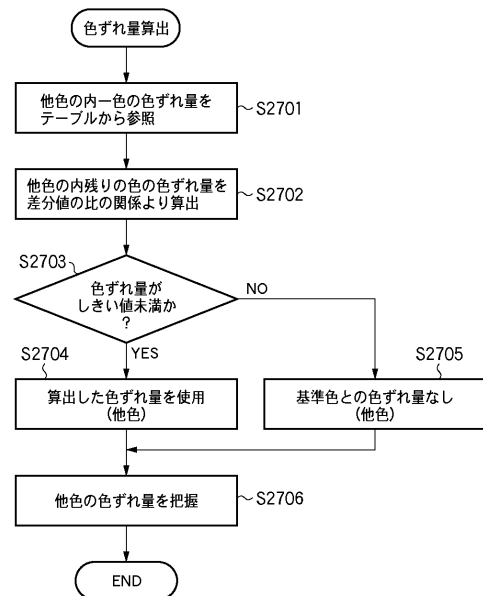 色ずれ量算出
他色の内一色の色ずれ量を
テーブルから参照
S2701
他色の内残りの色の色ずれ量を
差分値の比の関係より算出
S2702
S2703
色ずれ量が
しきい値未満か
?
NO
YES
S2704
算出した色ずれ量を使用
(他色)
S2705
基準色との色ずれ量なし
(他色)
他色の色ずれ量を把握
S2706
END